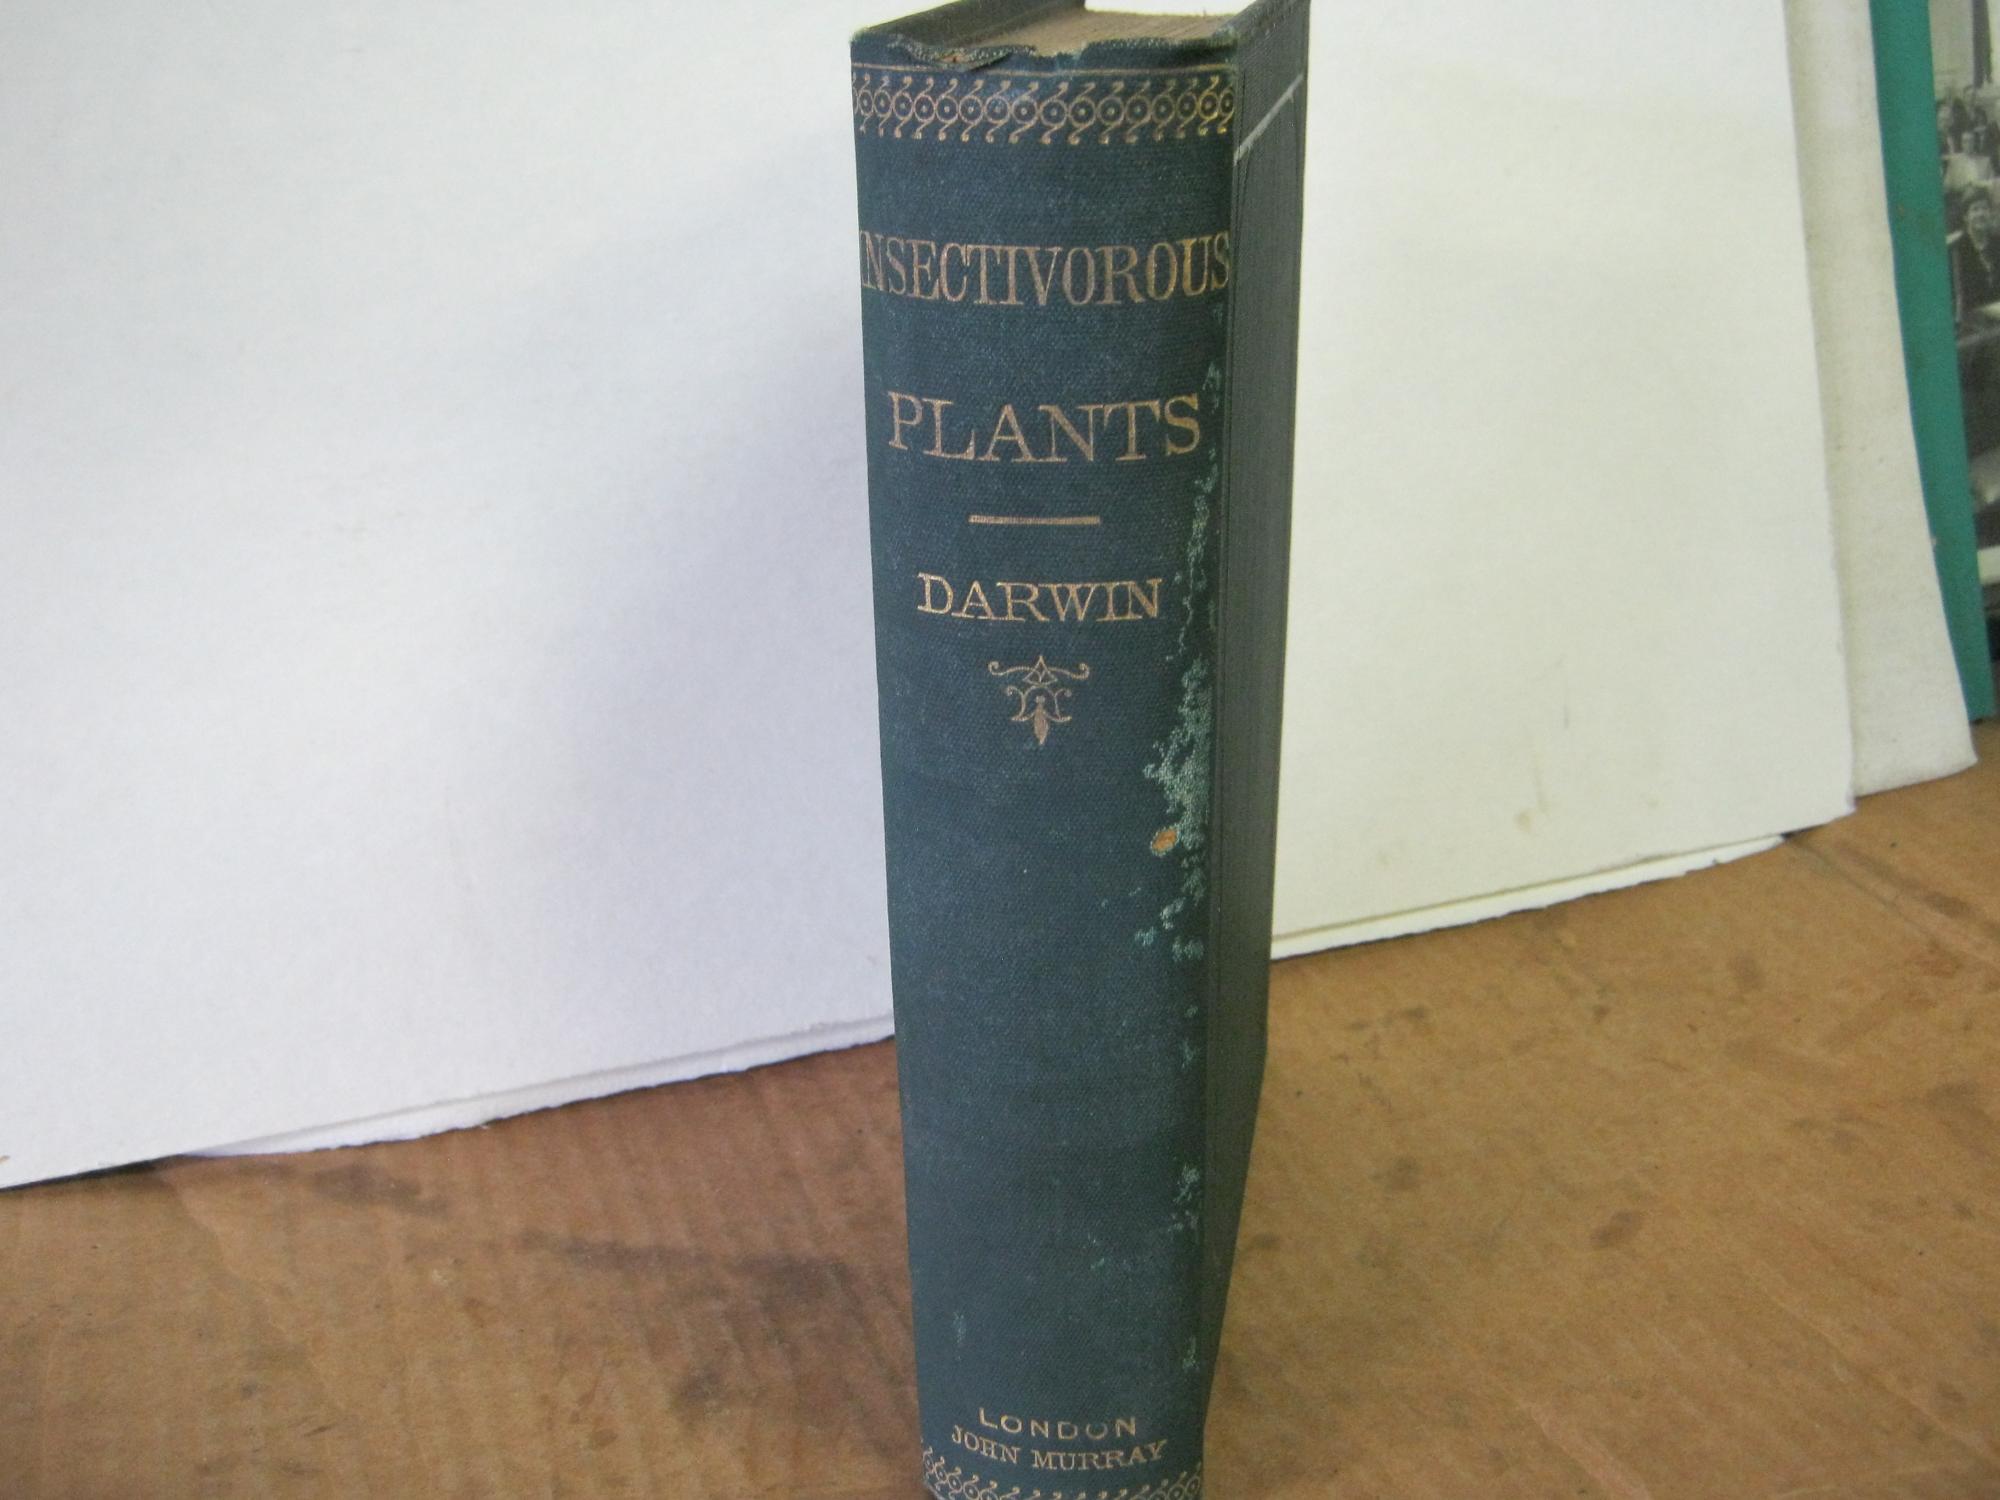 INSECTIVOROUS
PLANTS
DARWIN
LONDON
JOHN MURRAY